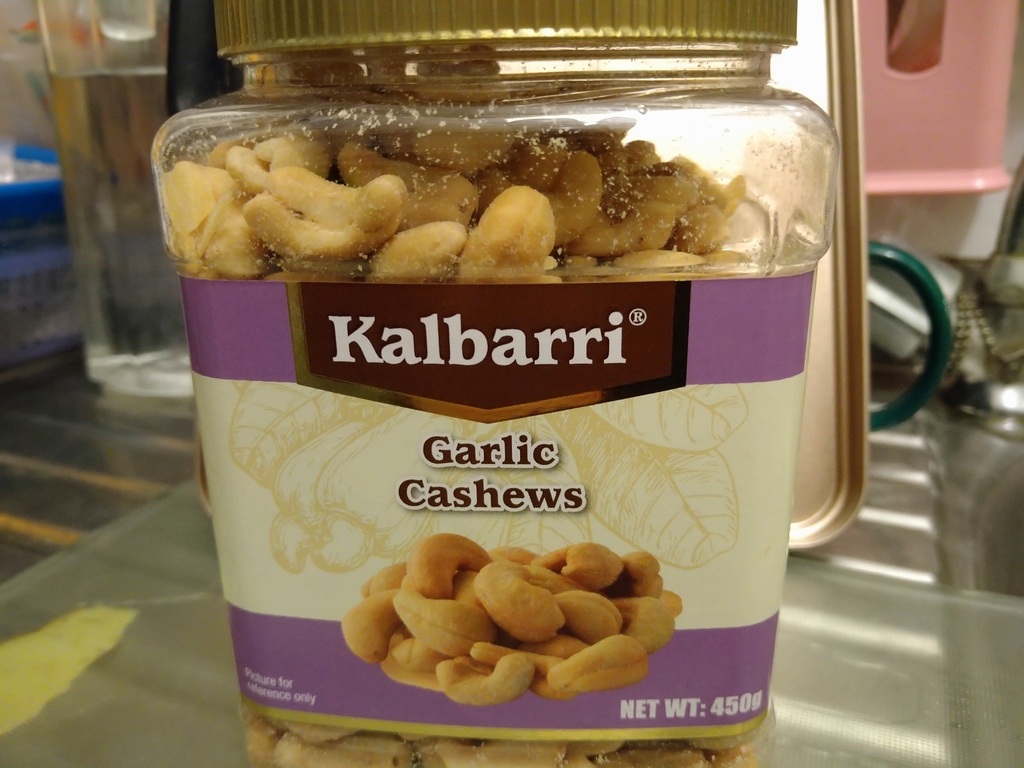 Kalbarri®
Garlic
Cashews
Picture for
reference only
NET WT: 450g